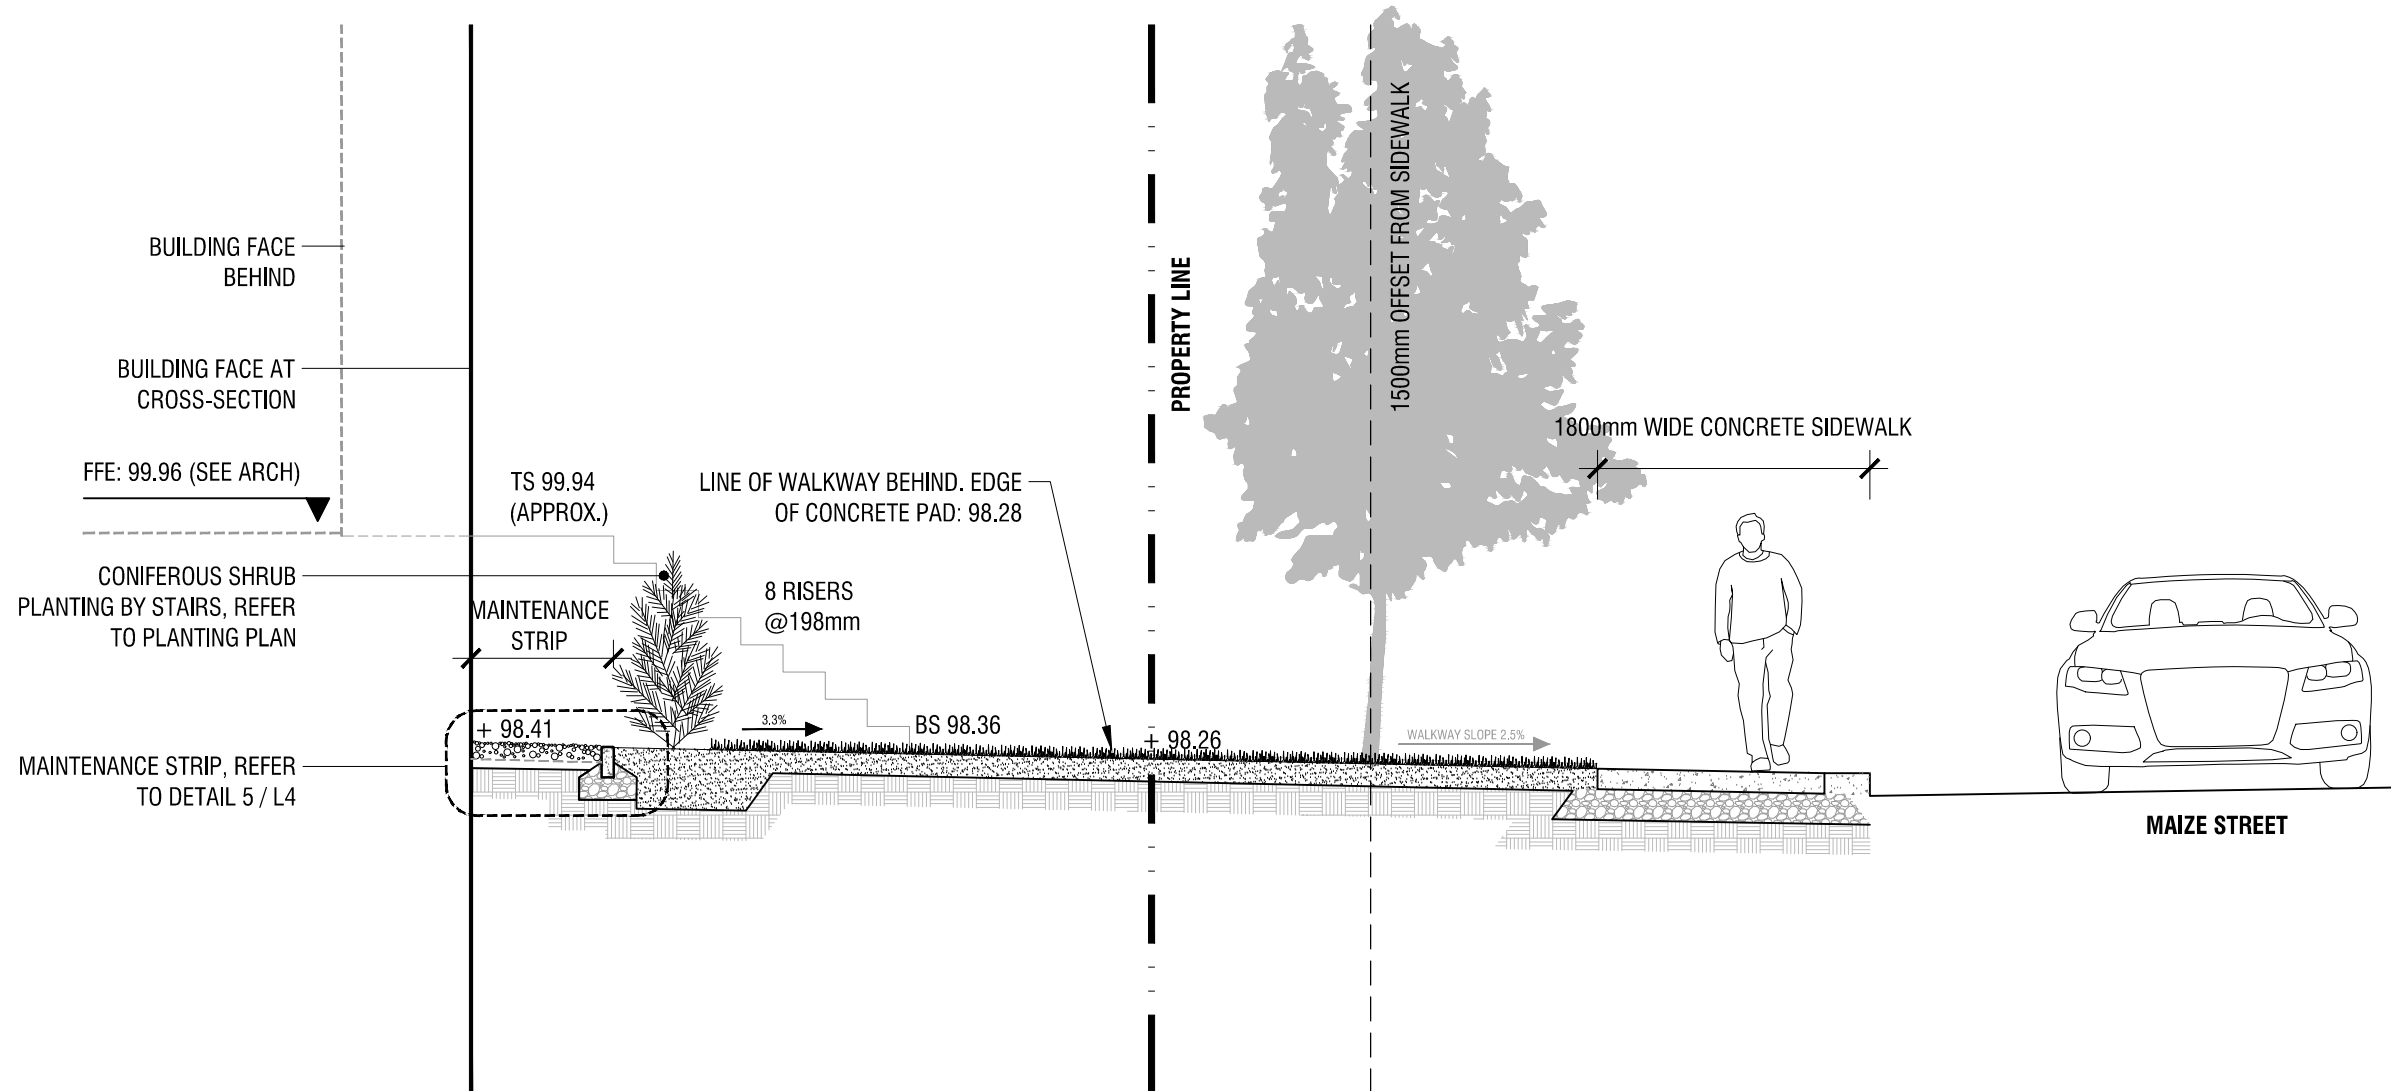 BUILDING FACE
BEHIND
BUILDING FACE AT
CROSS-SECTION
FFE: 99.96 (SEE ARCH)
CONIFEROUS SHRUB
PLANTING BY STAIRS, REFER
TO PLANTING PLAN
MAINTENANCE STRIP, REFER
TO DETAIL 5 / L4
TS 99.94
(APPROX.)
MAINTENANCE
STRIP
+ 98.41
8 RISERS
@198mm
3.3%
BS 98.36
LINE OF WALKWAY BEHIND. EDGE
OF CONCRETE PAD: 98.28
PROPERTY LINE
+ 98.26
1500mm OFFSET FROM SIDEWALK
WALKWAY SLOPE 2.5%
1800mm WIDE CONCRETE SIDEWALK
MAIZE STREET